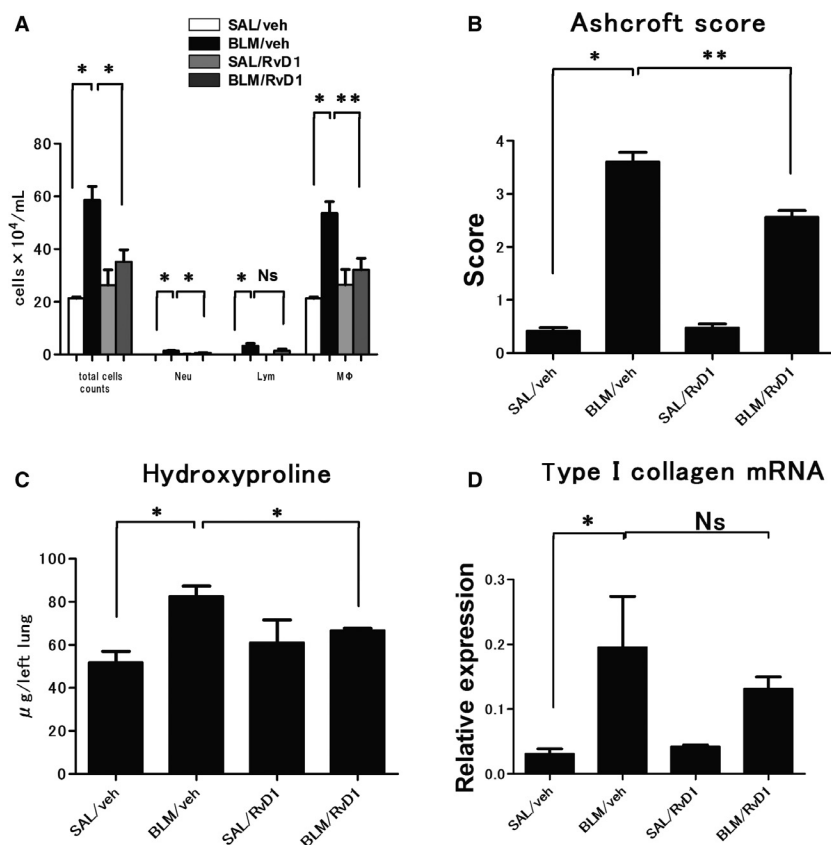 A
SAL/veh
BLM/veh
SAL/RvD1
BLM/RvD1
* * * **
80
60
40
20
0
cells×10⁴/mL
* * * Ns
total cells counts
Neu
Lym
MΦ
B
Ashcroft score
* **
4
3
2
1
0
Score
SAL/veh
BLM/veh
SAL/RvD1
BLM/RvD1
C
Hydroxyproline
* *
100
80
60
40
20
0
μg/left lung
SAL/veh
BLM/veh
SAL/RvD1
BLM/RvD1
D
Type I collagen mRNA
* Ns
0.3
0.2
0.1
0.0
Relative expression
SAL/veh
BLM/veh
SAL/RvD1
BLM/RvD1